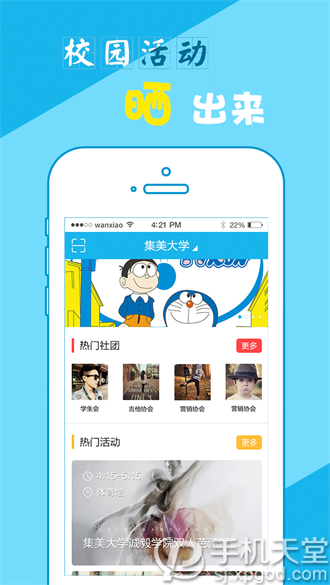 校园活动
晒出来
wanxiao
4:21 PM
22%
集美大学
热门社团
更多
学生会
吉他协会
营销协会
营销协会
热门活动
更多
4.15-5.15
体育馆
集美大学诚毅学院双人芭蕾
手机天堂
sjxpgod.com